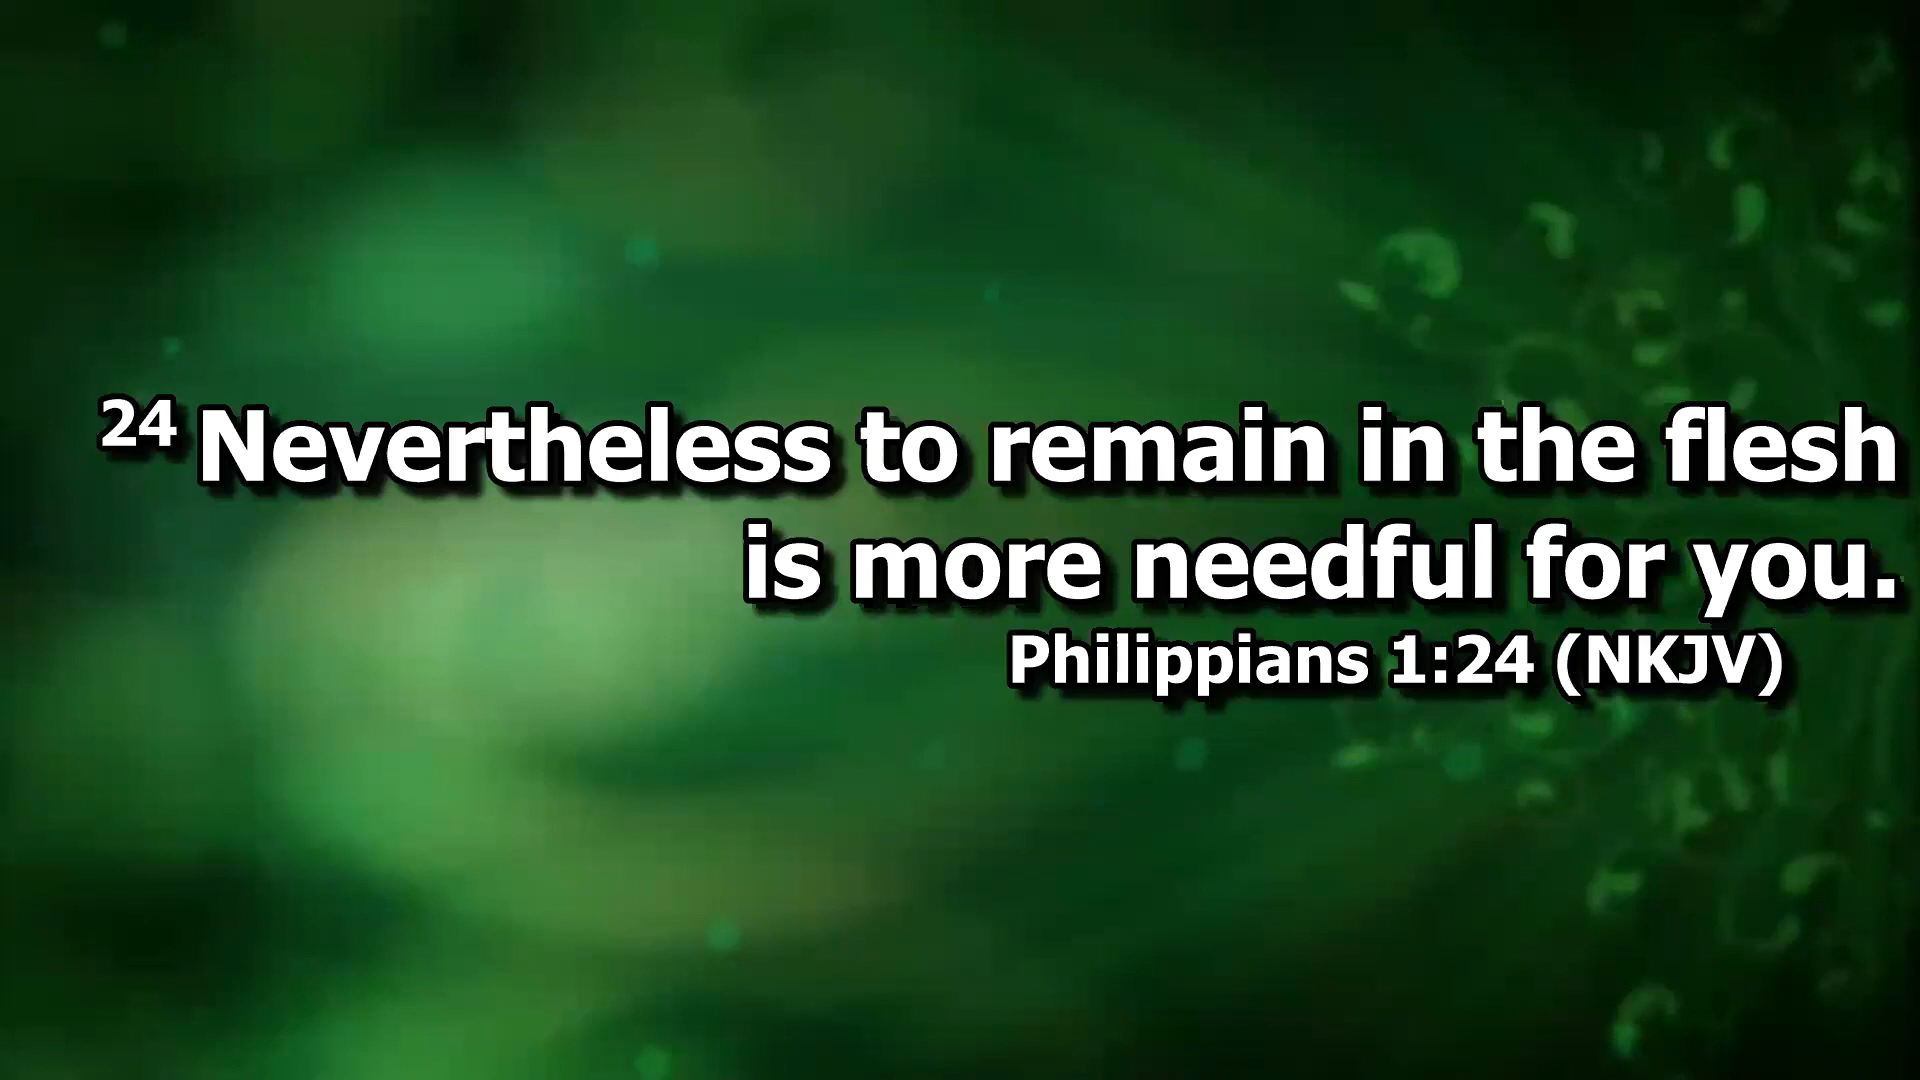 24 Nevertheless to remain in the flesh
is more needful for you.
Philippians 1:24 (NKJV)